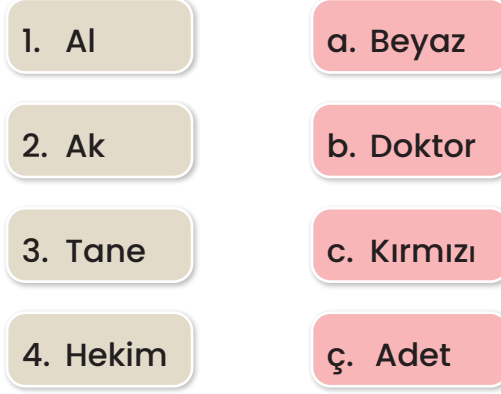 1. Al
a. Beyaz
2. Ak
b. Doktor
3. Tane
c. Kırmızı
4. Hekim
ç. Adet